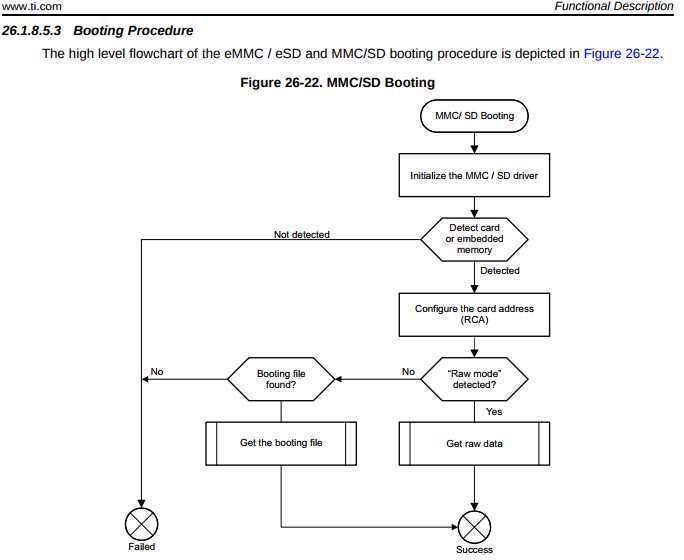 www.ti.com
Functional Description
26.1.8.5.3 Booting Procedure
The high level flowchart of the eMMC / eSD and MMC/SD booting procedure is depicted in Figure 26-22.
Figure 26-22. MMC/SD Booting
MMC/ SD Booting
Initialize the MMC / SD driver
Detect card
or embedded
memory
Not detected
Detected
Configure the card address
(RCA)
"Raw mode"
detected?
No
Booting file
found?
No
Yes
Get the booting file
Get raw data
Failed
Success